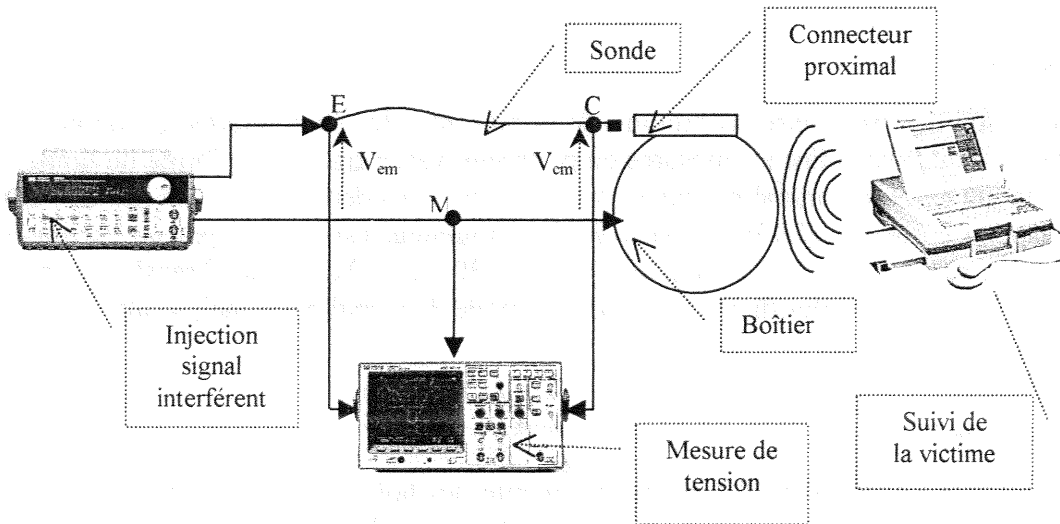 Sonde
Connecteur
proximal
E
C
V_em
V_cm
M
Injection
signal
interférent
Boîtier
Mesure de
tension
Suivi de
la victime